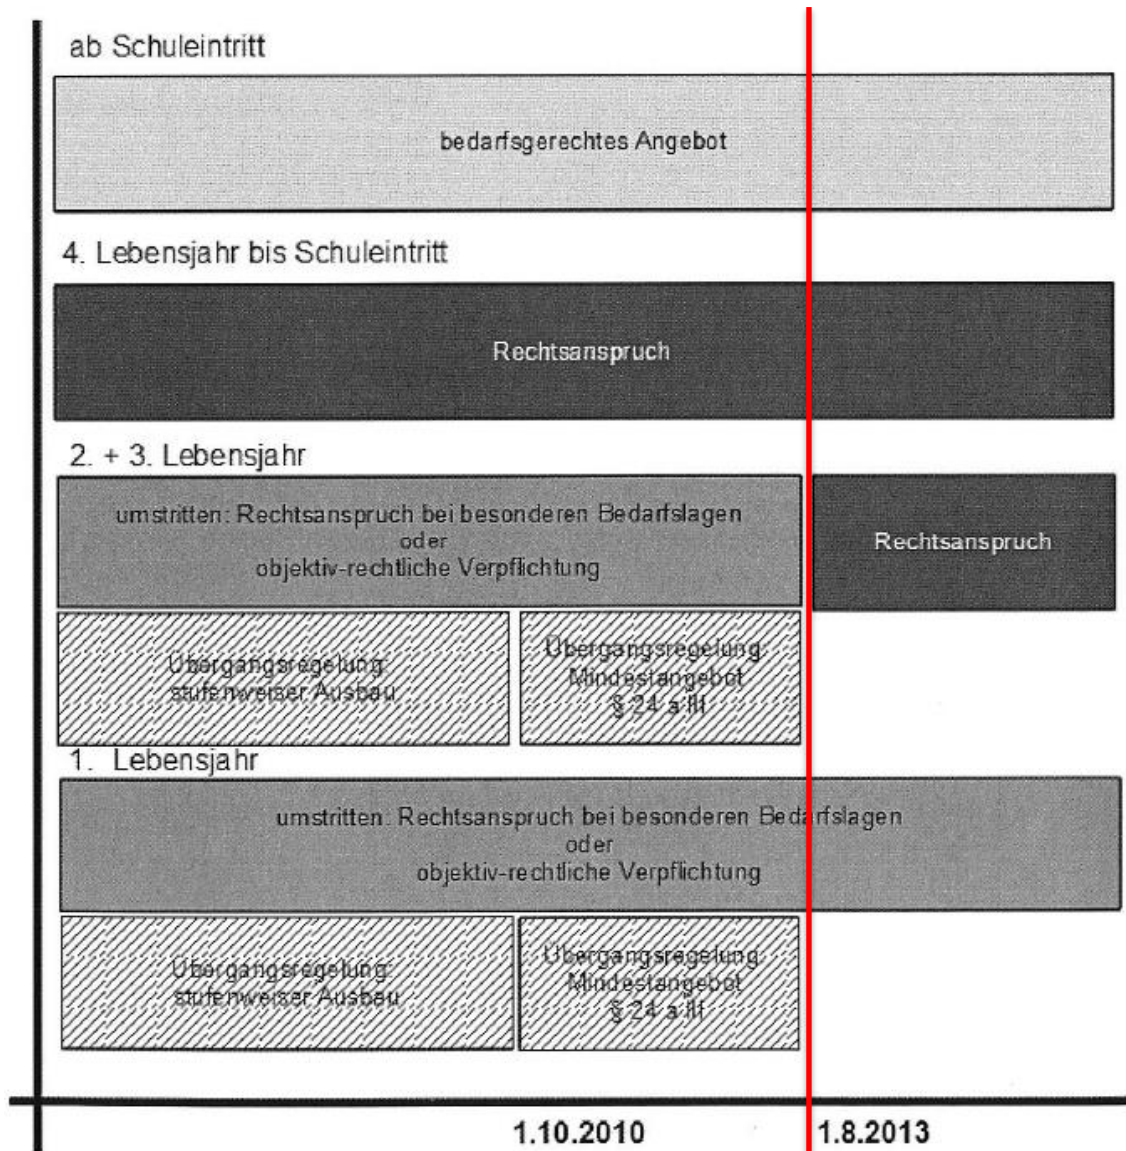 ab Schuleintritt
bedarfsgerechtes Angebot
4. Lebensjahr bis Schuleintritt
Rechtsanspruch
2. + 3. Lebensjahr
umstritten: Rechtsanspruch bei besonderen Bedarfslagen
oder
objektiv-rechtliche Verpflichtung
Rechtsanspruch
Übergangsregelung:
stufenweiser Ausbau
Übergangsregelung:
Mindestangebot
§ 24 a III
1. Lebensjahr
umstritten: Rechtsanspruch bei besonderen Bedarfslagen
oder
objektiv-rechtliche Verpflichtung
Übergangsregelung:
stufenweiser Ausbau
Übergangsregelung:
Mindestangebot
§ 24 a III
1.10.2010
1.8.2013